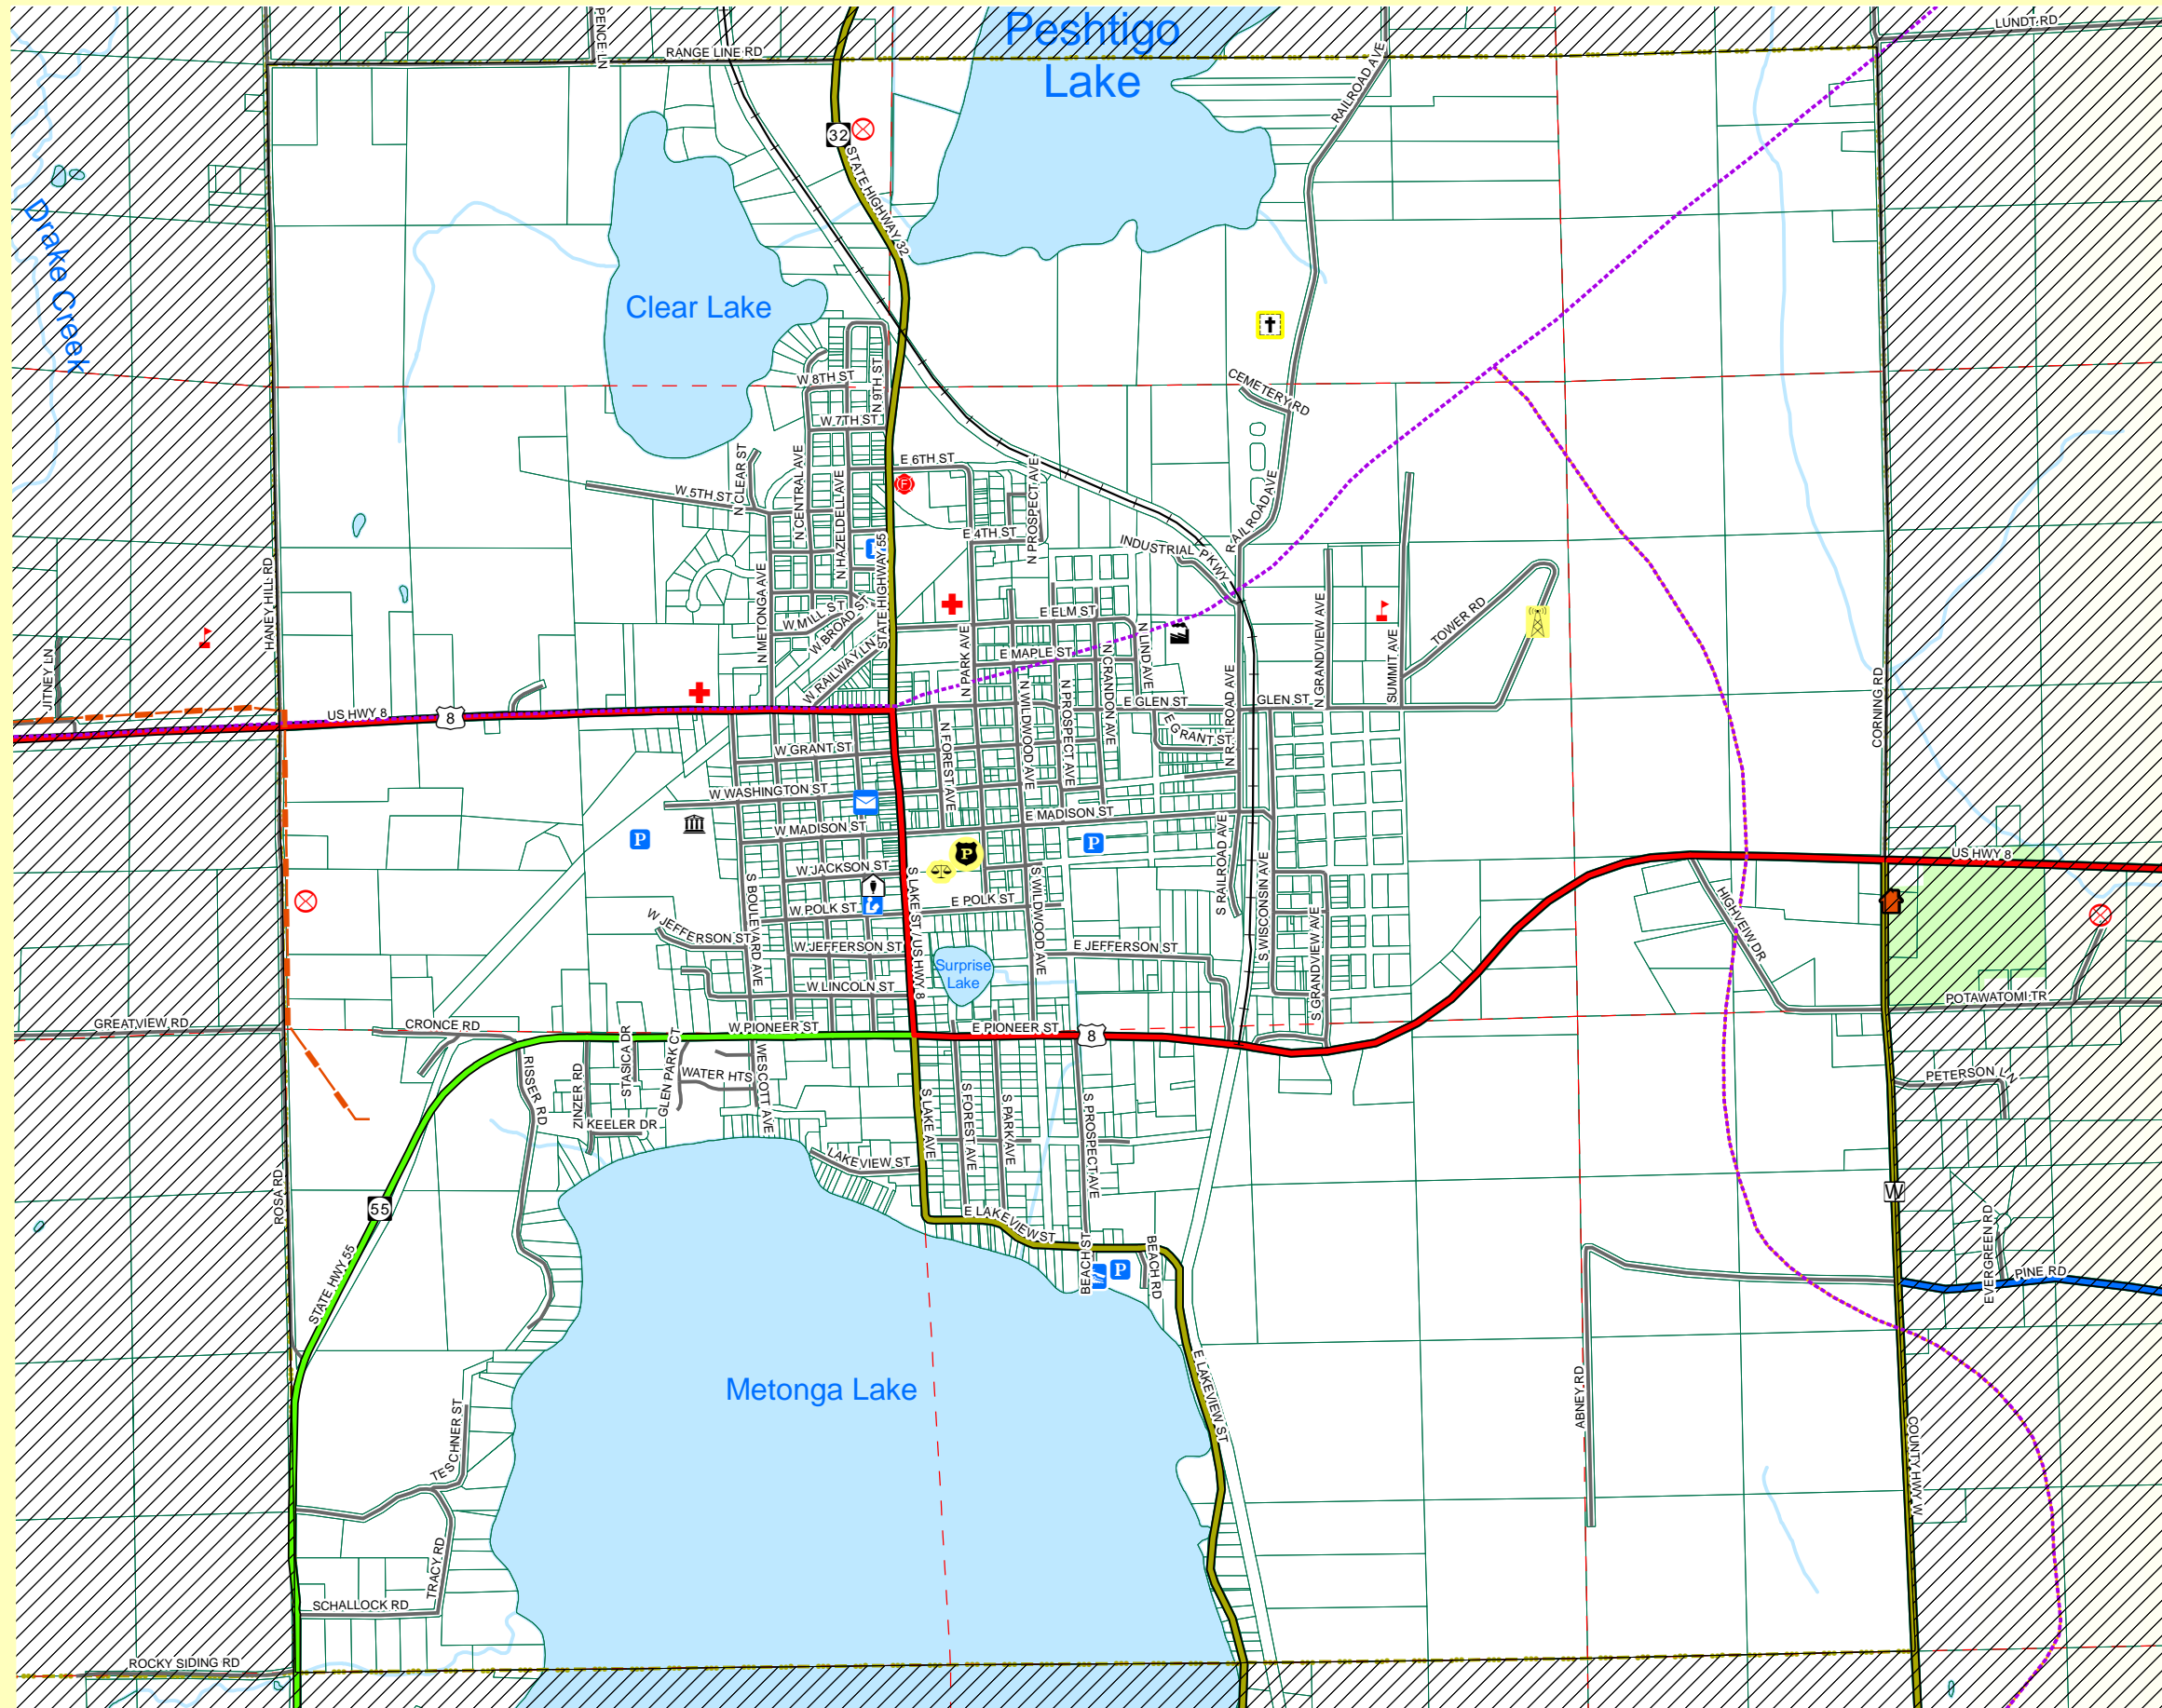 Peshtigo
Lake
LUNDT RD
PENCE LN
RANGE LINE RD
RAILROAD AVE
32
STATE HIGHWAY 32
Drake Creek
Clear Lake
W 8TH ST
N 9TH ST
CEMETERY RD
W 7TH ST
E 6TH ST
N CLEAR ST
N CENTRAL AVE
N HAZELDELL AVE
N PROSPECT AVE
W 5TH ST
F
RAILROAD AVE
E 4TH ST
INDUSTRIAL PKWY
STATE HIGHWAY 55
HANEY HILL RD
N METONGA AVE
W MILL ST
W BROAD ST
E ELM ST
N GRANDVIEW AVE
TOWER RD
JITNEY LN
W RAILWAY LN
N PARK AVE
E MAPLE ST
N LIND AVE
N CRANDON AVE
SUMMIT AVE
CORNING RD
US HWY 8
8
N WILDWOOD AVE
N PROSPECT AVE
E GLEN ST
GLEN ST
N RAILROAD AVE
E GRANT ST
W GRANT ST
N FOREST AVE
W WASHINGTON ST
E MADISON ST
W MADISON ST
P
P
P
US HWY 8
W JACKSON ST
S BOULEVARD AVE
S LAKE ST / US HWY 8
S WILDWOOD AVE
S RAILROAD AVE
S WISCONSIN AVE
S GRANDVIEW AVE
HIGHVEIW DR
W POLK ST
E POLK ST
W JEFFERSON ST
W JEFFERSON ST
E JEFFERSON ST
Surprise
Lake
W LINCOLN ST
POTAWATOMI TR
GREAT VIEW RD
CRONCE RD
W PIONEER ST
E PIONEER ST
8
RISSER RD
ZINZER RD
STASICA DR
GLEN PARK CT
WATER HTS
WESCOTT AVE
PETERSON LN
KEELER DR
S LAKE AVE
S FOREST AVE
S PARK AVE
S PROSPECT AVE
LAKEVIEW ST
ROSA RD
55
W
E LAKEVIEW ST
STATE HWY 55
BEACH ST
P
BEACH RD
EVERGREEN RD
PINE RD
Metonga Lake
E LAKEVIEW ST
ABNEY RD
TESCHNER ST
COUNTY HWY W
TRACY RD
SCHALLOCK RD
ROCKY SIDING RD